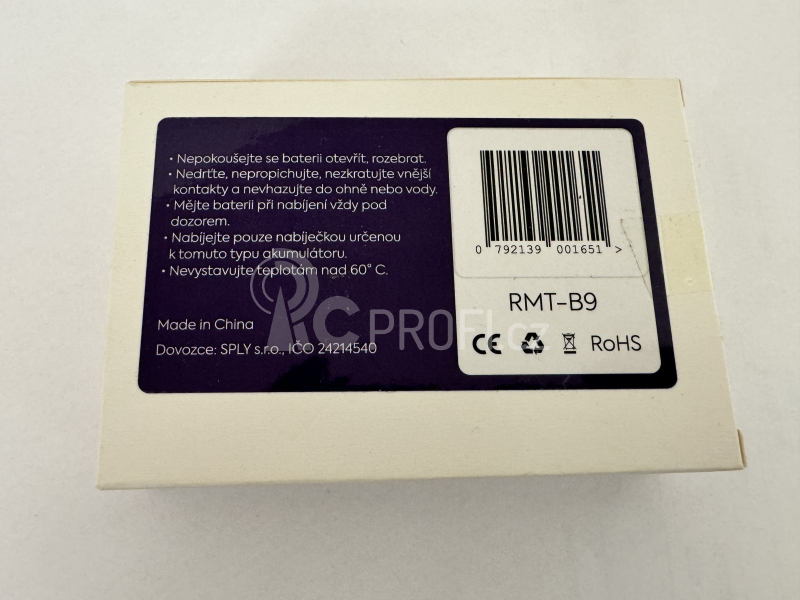 • Nepokoušejte se baterii otevřít, rozebrat.
• Nedrťte, nepropichujte, nezkratujte vnější
kontakty a nevhazujte do ohně nebo vody.
• Mějte baterii při nabíjení vždy pod
dozorem.
• Nabíjejte pouze nabíječkou určenou
k tomuto typu akumulátoru.
• Nevystavujte teplotám nad 60° C.
Made in China
Dovozce: SPLY s.r.o., IČO 24214540
0 792139 001651 >
RMT-B9
CE RoHS
RCPROFI.cz